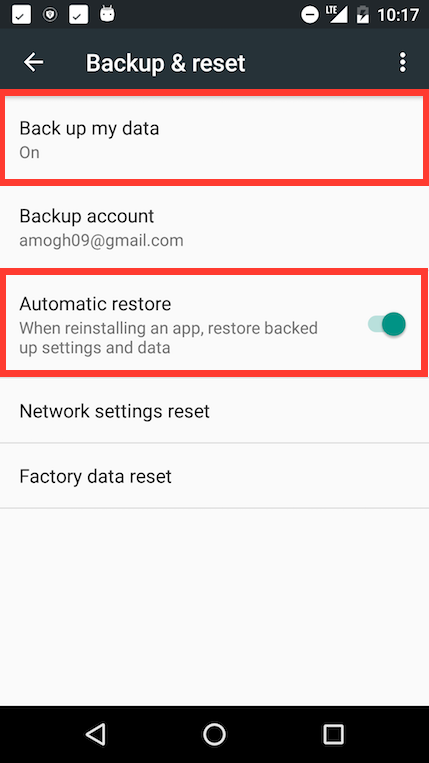 LTE 10:17
Backup & reset
Back up my data
On
Backup account
amogh09@gmail.com
Automatic restore
When reinstalling an app, restore backed
up settings and data
Network settings reset
Factory data reset